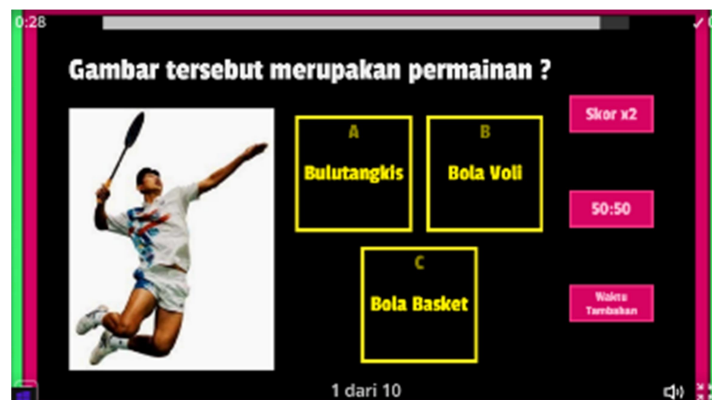 0:28
Gambar tersebut merupakan permainan ?
A
Bulutangkis
B
Bola Voli
C
Bola Basket
Skor x2
50:50
Waktu
Tambahan
1 dari 10